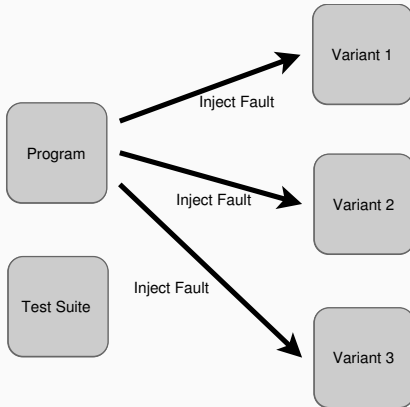 Variant 1
Inject Fault
Program
Inject Fault
Variant 2
Inject Fault
Test Suite
Variant 3